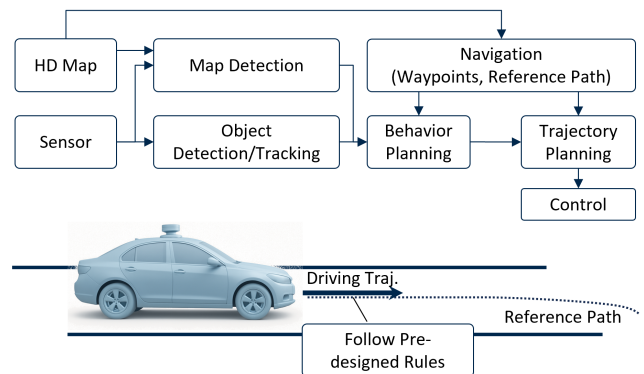 HD Map
Map Detection
Navigation
(Waypoints, Reference Path)
Sensor
Object
Detection/Tracking
Behavior
Planning
Trajectory
Planning
Control
Driving Traj.
Reference Path
Follow Pre-
designed Rules